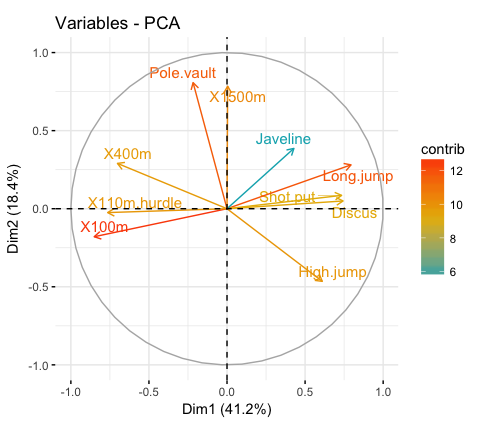 Variables - PCA
1.0
0.5
0.0
-0.5
-1.0
Dim2 (18.4%)
Pole.vault
X1500m
Javeline
X400m
Long.jump
Shot.put
X110m.hurdle
Discus
X100m
High.jump
-1.0
-0.5
0.0
0.5
1.0
Dim1 (41.2%)
contrib
12
10
8
6